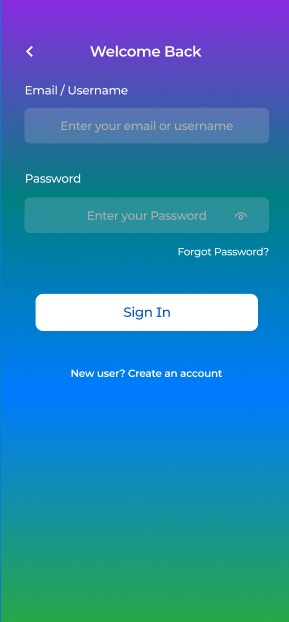 Welcome Back
Email / Username
Enter your email or username
Password
Enter your Password
Forgot Password?
Sign In
New user? Create an account